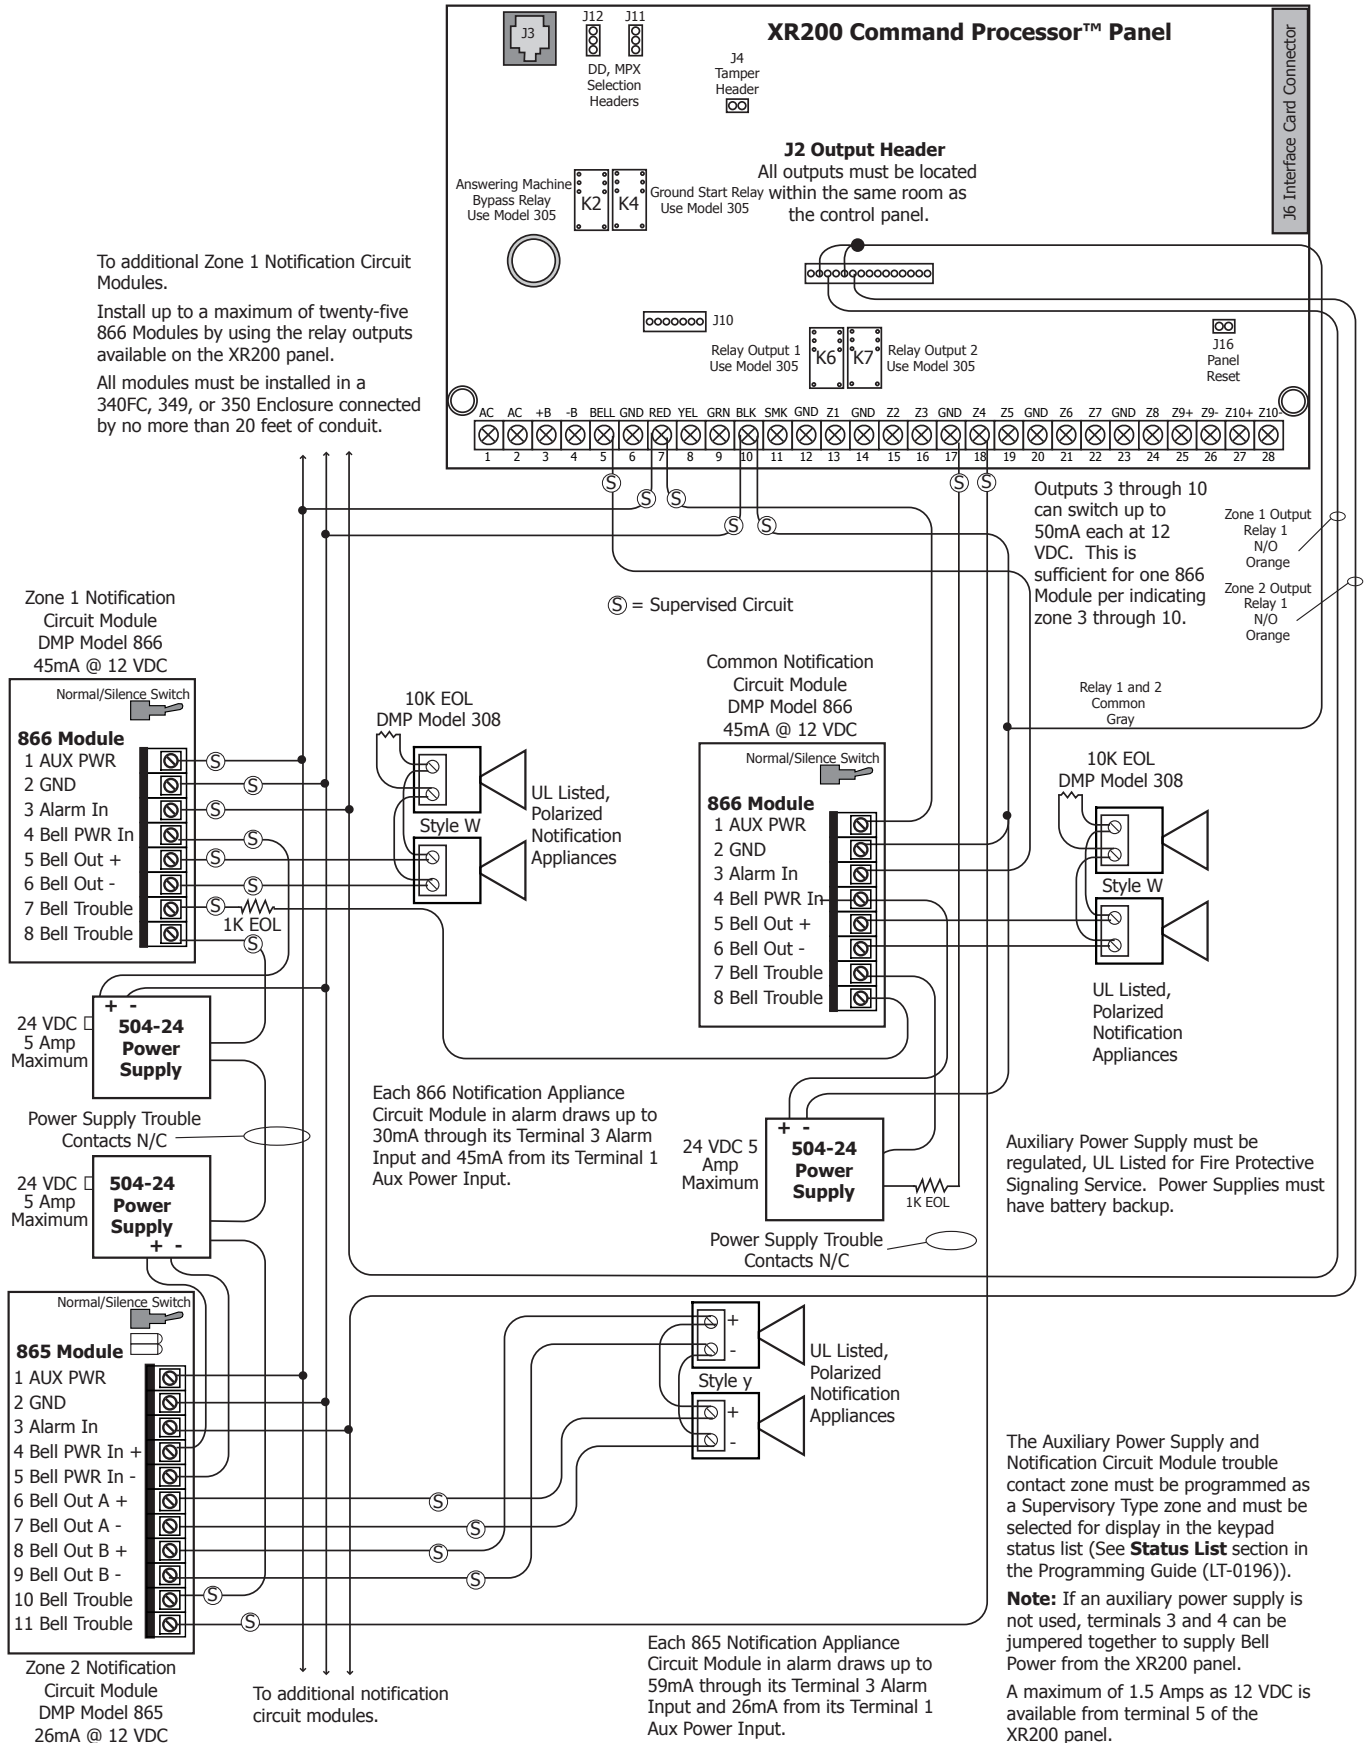 XR200 Command Processor™ Panel
J3
J12
J11
DD, MPX
Selection
Headers
J4
Tamper
Header
J6 Interface Card Connector
J2 Output Header
All outputs must be located
within the same room as
the control panel.
Answering Machine
Bypass Relay
Use Model 305
K2
K4
Ground Start Relay
Use Model 305
J10
Relay Output 1
Use Model 305
K6
K7
Relay Output 2
Use Model 305
J16
Panel
Reset
AC AC +B -B BELL GND RED YEL GRN BLK SMK GND Z1 GND Z2 Z3 GND Z4 Z5 GND Z6 Z7 GND Z8 Z9+ Z9- Z10+ Z10-
1 2 3 4 5 6 7 8 9 10 11 12 13 14 15 16 17 18 19 20 21 22 23 24 25 26 27 28
To additional Zone 1 Notification Circuit
Modules.
Install up to a maximum of twenty-five
866 Modules by using the relay outputs
available on the XR200 panel.
All modules must be installed in a
340FC, 349, or 350 Enclosure connected
by no more than 20 feet of conduit.
S S S S S S S
Outputs 3 through 10
can switch up to
50mA each at 12
VDC. This is
sufficient for one 866
Module per indicating
zone 3 through 10.
Zone 1 Output
Relay 1
N/O
Orange
Zone 2 Output
Relay 1
N/O
Orange
S = Supervised Circuit
Zone 1 Notification
Circuit Module
DMP Model 866
45mA @ 12 VDC
Normal/Silence Switch
866 Module
1 AUX PWR
2 GND
3 Alarm In
4 Bell PWR In
5 Bell Out +
6 Bell Out -
7 Bell Trouble
8 Bell Trouble
S S S S S S S S
1K EOL
10K EOL
DMP Model 308
Style W
UL Listed,
Polarized
Notification
Appliances
Common Notification
Circuit Module
DMP Model 866
45mA @ 12 VDC
Normal/Silence Switch
866 Module
1 AUX PWR
2 GND
3 Alarm In
4 Bell PWR In
5 Bell Out +
6 Bell Out -
7 Bell Trouble
8 Bell Trouble
Relay 1 and 2
Common
Gray
10K EOL
DMP Model 308
Style W
UL Listed,
Polarized
Notification
Appliances
+ -
24 VDC
5 Amp
Maximum
504-24
Power
Supply
Power Supply Trouble
Contacts N/C
24 VDC
5 Amp
Maximum
504-24
Power
Supply
+ -
Each 866 Notification Appliance
Circuit Module in alarm draws up to
30mA through its Terminal 3 Alarm
Input and 45mA from its Terminal 1
Aux Power Input.
+ -
24 VDC 5
Amp
Maximum
504-24
Power
Supply
1K EOL
Power Supply Trouble
Contacts N/C
Auxiliary Power Supply must be
regulated, UL Listed for Fire Protective
Signaling Service. Power Supplies must
have battery backup.
Normal/Silence Switch
865 Module
1 AUX PWR
2 GND
3 Alarm In
4 Bell PWR In +
5 Bell PWR In -
6 Bell Out A +
7 Bell Out A -
8 Bell Out B +
9 Bell Out B -
10 Bell Trouble
11 Bell Trouble
S S S S S S
Zone 2 Notification
Circuit Module
DMP Model 865
26mA @ 12 VDC
+
-
Style y
+
-
UL Listed,
Polarized
Notification
Appliances
To additional notification
circuit modules.
Each 865 Notification Appliance
Circuit Module in alarm draws up to
59mA through its Terminal 3 Alarm
Input and 26mA from its Terminal 1
Aux Power Input.
The Auxiliary Power Supply and
Notification Circuit Module trouble
contact zone must be programmed as
a Supervisory Type zone and must be
selected for display in the keypad
status list (See Status List section in
the Programming Guide (LT-0196)).
Note: If an auxiliary power supply is
not used, terminals 3 and 4 can be
jumpered together to supply Bell
Power from the XR200 panel.
A maximum of 1.5 Amps as 12 VDC is
available from terminal 5 of the
XR200 panel.